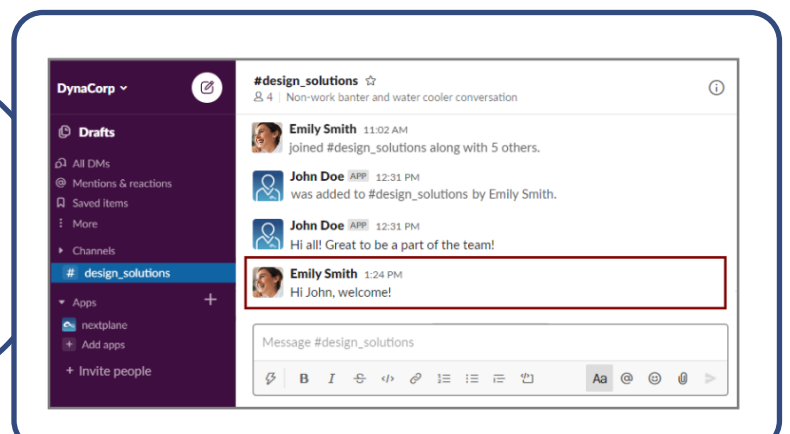 DynaCorp
Drafts
All DMs
@ Mentions & reactions
Saved items
More
Channels
# design_solutions
Apps +
nextplane
+ Add apps
+ Invite people
#design_solutions
4 | Non-work banter and water cooler conversation
Emily Smith 11:02 AM
joined #design_solutions along with 5 others.
John Doe APP 12:31 PM
was added to #design_solutions by Emily Smith.
John Doe APP 12:31 PM
Hi all! Great to be a part of the team!
Emily Smith 1:24 PM
Hi John, welcome!
Message #design_solutions
B I S </> Aa @